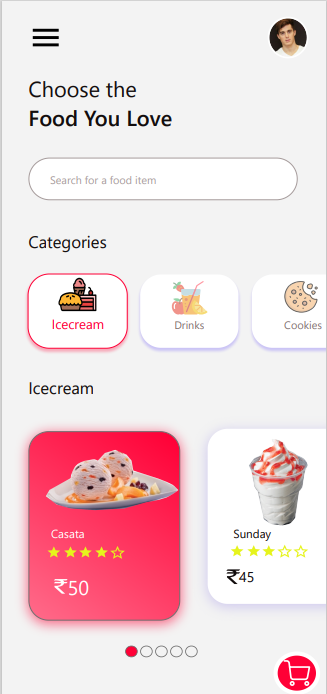 Choose the
Food You Love
Search for a food item
Categories
Icecream
Drinks
Cookies
Icecream
Casata
₹50
Sunday
₹45